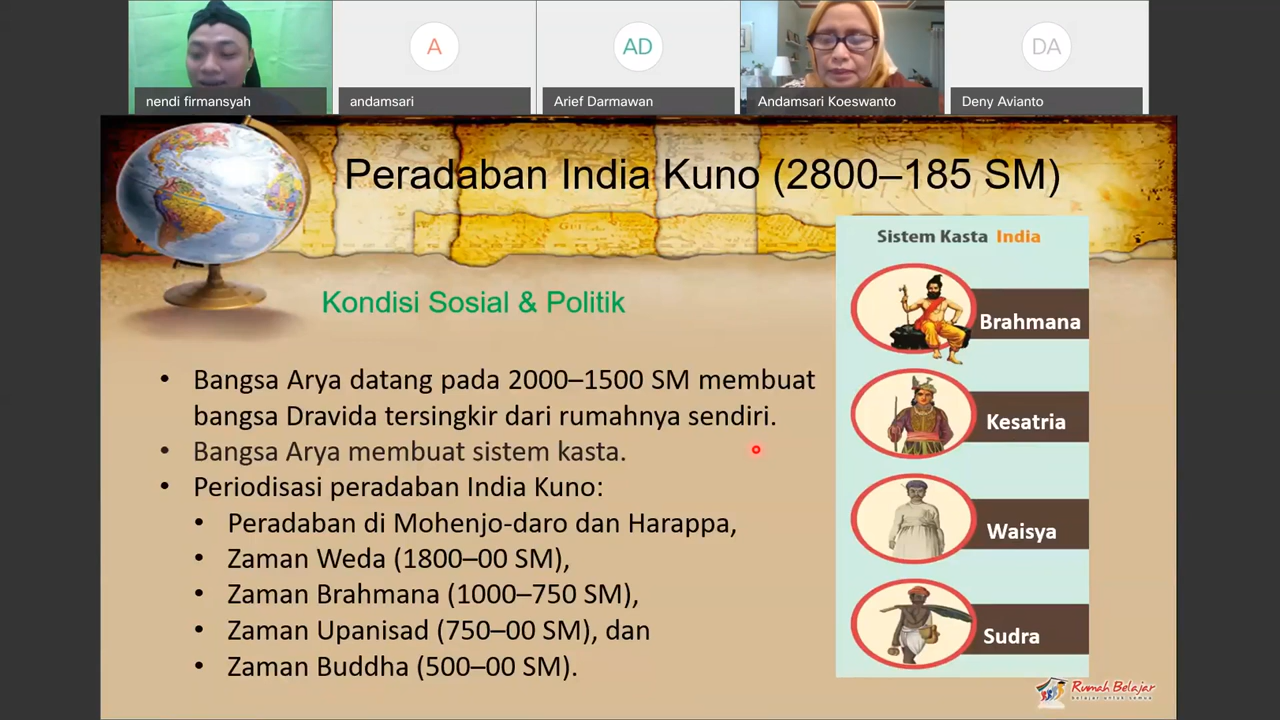 A
AD
DA
nendi firmansyah
andamsari
Arief Darmawan
Andamsari Koeswanto
Deny Avianto
Peradaban India Kuno (2800–185 SM)
Sistem Kasta India
Kondisi Sosial & Politik
Brahmana
• Bangsa Arya datang pada 2000–1500 SM membuat
bangsa Dravida tersingkir dari rumahnya sendiri.
Kesatria
• Bangsa Arya membuat sistem kasta.
• Periodisasi peradaban India Kuno:
• Peradaban di Mohenjo-daro dan Harappa,
Waisya
• Zaman Weda (1800–00 SM),
• Zaman Brahmana (1000–750 SM),
• Zaman Upanisad (750–00 SM), dan
Sudra
• Zaman Buddha (500–00 SM).
Rumah Belajar
belajar untuk semua